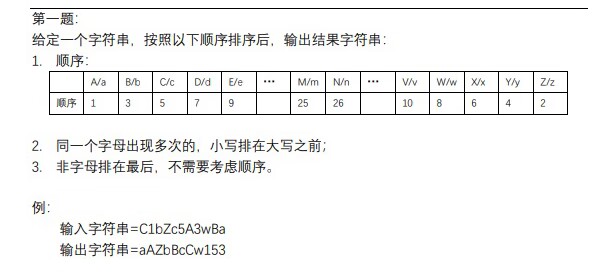 第一题:
给定一个字符串，按照以下顺序排序后，输出结果字符串:
1. 顺序:
A/a B/b C/c D/d E/e ··· M/m N/n ··· V/v W/w X/x Y/y Z/z
顺序 1 3 5 7 9 25 26 10 8 6 4 2
2. 同一个字母出现多次的，小写排在大写之前;
3. 非字母排在最后，不需要考虑顺序。
例:
输入字符串=C1bZc5A3wBa
输出字符串=aAZbBcCw153